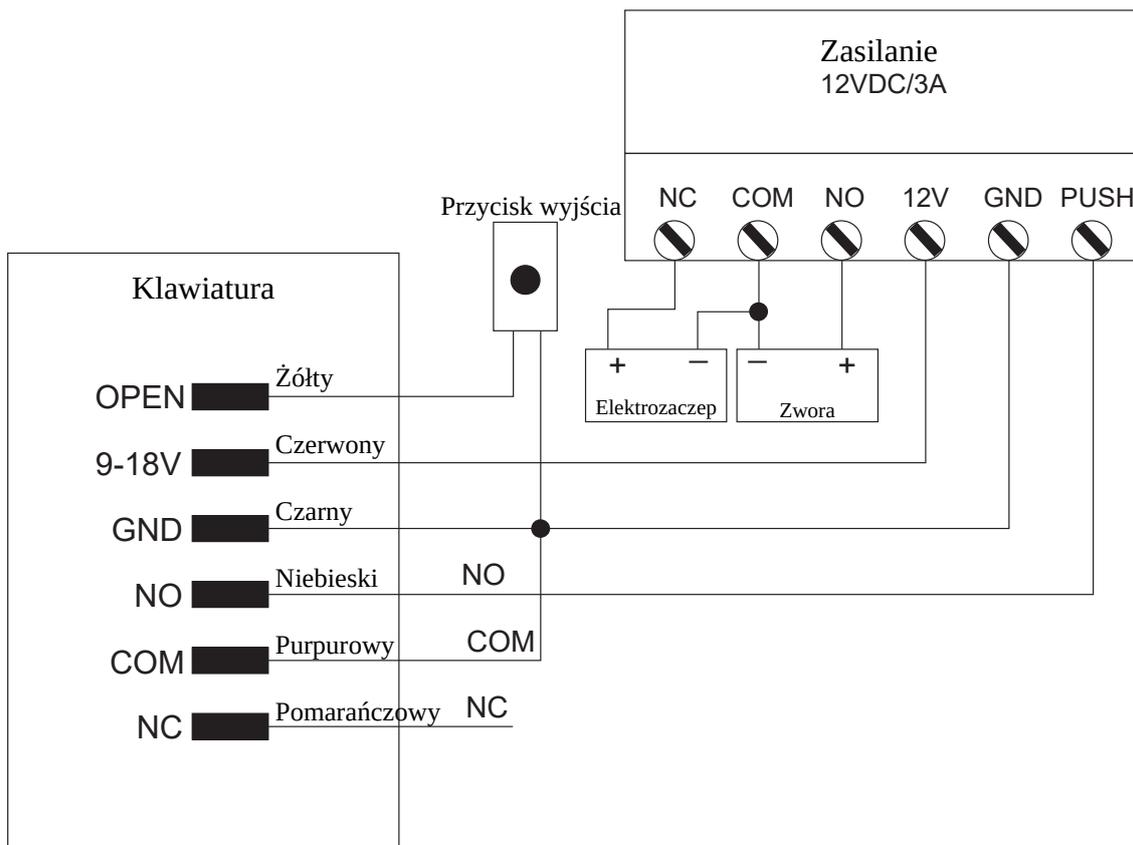 Zasilanie
12VDC/3A
NC COM NO 12V GND PUSH
Przycisk wyjścia
Klawiatura
+ − − +
Elektrozaczep Zwora
OPEN Żółty
9-18V Czerwony
GND Czarny
NO Niebieski NO
COM Purpurowy COM
NC Pomarańczowy NC